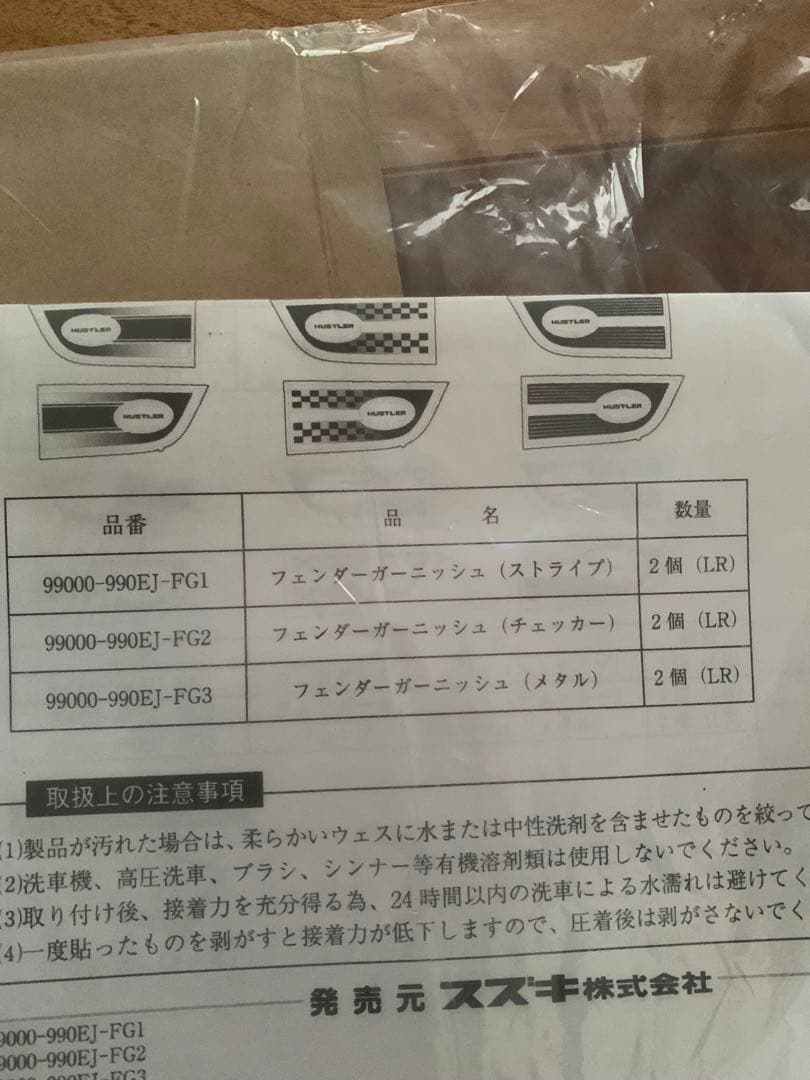 HUSTLER HUSTLER HUSTLER
HUSTLER HUSTLER HUSTLER
品番 品名 数量
99000-990EJ-FG1 フェンダーガーニッシュ（ストライプ） 2個（LR）
99000-990EJ-FG2 フェンダーガーニッシュ（チェッカー） 2個（LR）
99000-990EJ-FG3 フェンダーガーニッシュ（メタル） 2個（LR）
取扱上の注意事項
(1)製品が汚れた場合は、柔らかいウェスに水または中性洗剤を含ませたものを絞って
(2)洗車機、高圧洗車、ブラシ、シンナー等有機溶剤類は使用しないでください。
(3)取り付け後、接着力を充分得る為、24時間以内の洗車による水濡れは避けてく
(4)一度貼ったものを剥がすと接着力が低下しますので、圧着後は剥がさないでく
発売元 スズキ株式会社
9000-990EJ-FG1
9000-990EJ-FG2
9000-990EJ-FG3